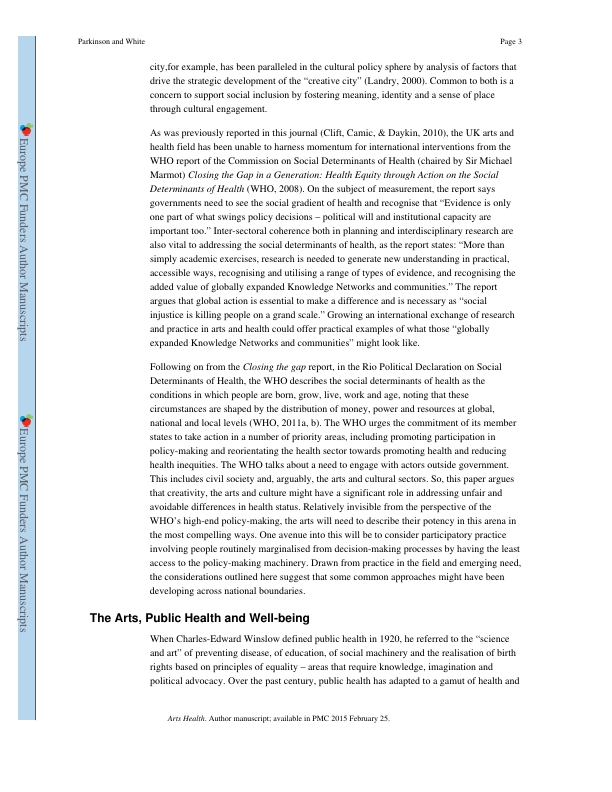 Parkinson and White
Page 3
city,for example, has been paralleled in the cultural policy sphere by analysis of factors that
drive the strategic development of the “creative city” (Landry, 2000). Common to both is a
concern to support social inclusion by fostering meaning, identity and a sense of place
through cultural engagement.
As was previously reported in this journal (Clift, Camic, & Daykin, 2010), the UK arts and
health field has been unable to harness momentum for international interventions from the
WHO report of the Commission on Social Determinants of Health (chaired by Sir Michael
Marmot) Closing the Gap in a Generation: Health Equity through Action on the Social
Determinants of Health (WHO, 2008). On the subject of measurement, the report says
governments need to see the social gradient of health and recognise that “Evidence is only
one part of what swings policy decisions – political will and institutional capacity are
important too.” Inter-sectoral coherence both in planning and interdisciplinary research are
also vital to addressing the social determinants of health, as the report states: “More than
simply academic exercises, research is needed to generate new understanding in practical,
accessible ways, recognising and utilising a range of types of evidence, and recognising the
added value of globally expanded Knowledge Networks and communities.” The report
argues that global action is essential to make a difference and is necessary as “social
injustice is killing people on a grand scale.” Growing an international exchange of research
and practice in arts and health could offer practical examples of what those “globally
expanded Knowledge Networks and communities” might look like.
Following on from the Closing the gap report, in the Rio Political Declaration on Social
Determinants of Health, the WHO describes the social determinants of health as the
conditions in which people are born, grow, live, work and age, noting that these
circumstances are shaped by the distribution of money, power and resources at global,
national and local levels (WHO, 2011a, b). The WHO urges the commitment of its member
states to take action in a number of priority areas, including promoting participation in
policy-making and reorientating the health sector towards promoting health and reducing
health inequities. The WHO talks about a need to engage with actors outside government.
This includes civil society and, arguably, the arts and cultural sectors. So, this paper argues
that creativity, the arts and culture might have a significant role in addressing unfair and
avoidable differences in health status. Relatively invisible from the perspective of the
WHO’s high-end policy-making, the arts will need to describe their potency in this arena in
the most compelling ways. One avenue into this will be to consider participatory practice
involving people routinely marginalised from decision-making processes by having the least
access to the policy-making machinery. Drawn from practice in the field and emerging need,
the considerations outlined here suggest that some common approaches might have been
developing across national boundaries.
The Arts, Public Health and Well-being
When Charles-Edward Winslow defined public health in 1920, he referred to the “science
and art” of preventing disease, of education, of social machinery and the realisation of birth
rights based on principles of equality – areas that require knowledge, imagination and
political advocacy. Over the past century, public health has adapted to a gamut of health and
Arts Health. Author manuscript; available in PMC 2015 February 25.
Europe PMC Funders Author Manuscripts
Europe PMC Funders Author Manuscripts